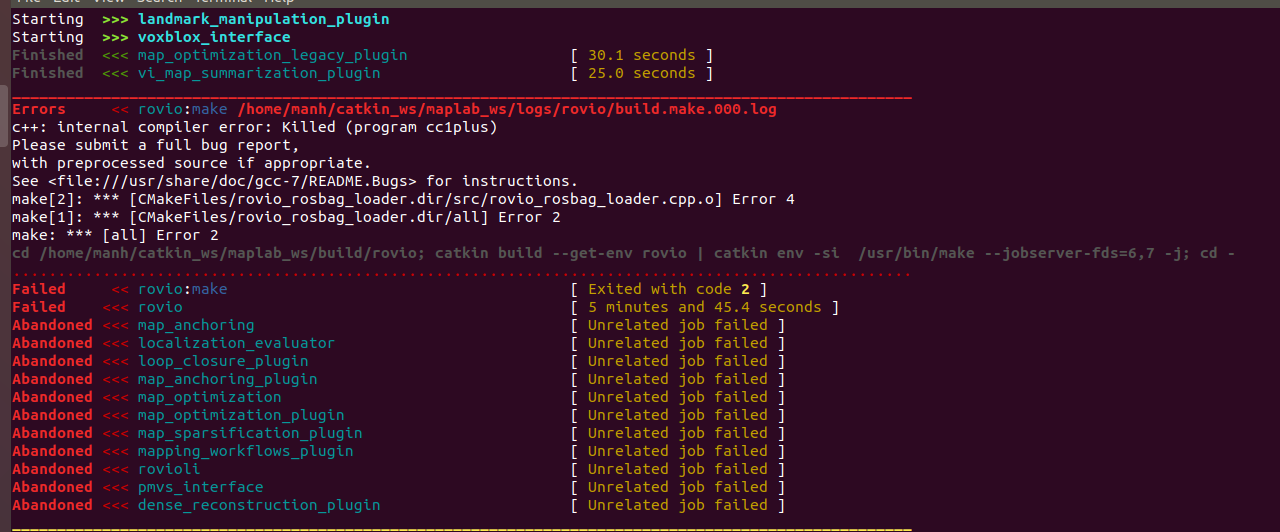 Starting >>> landmark_manipulation_plugin
Starting >>> voxblox_interface
Finished <<< map_optimization_legacy_plugin [ 30.1 seconds ]
Finished <<< vi_map_summarization_plugin [ 25.0 seconds ]
Errors << rovio:make /home/manh/catkin_ws/maplab_ws/logs/rovio/build.make.000.log
c++: internal compiler error: Killed (program cc1plus)
Please submit a full bug report,
with preprocessed source if appropriate.
See <file:///usr/share/doc/gcc-7/README.Bugs> for instructions.
make[2]: *** [CMakeFiles/rovio_rosbag_loader.dir/src/rovio_rosbag_loader.cpp.o] Error 4
make[1]: *** [CMakeFiles/rovio_rosbag_loader.dir/all] Error 2
make: *** [all] Error 2
cd /home/manh/catkin_ws/maplab_ws/build/rovio; catkin build --get-env rovio | catkin env -si /usr/bin/make --jobserver-fds=6,7 -j; cd -
Failed << rovio:make [ Exited with code 2 ]
Failed <<< rovio [ 5 minutes and 45.4 seconds ]
Abandoned <<< map_anchoring [ Unrelated job failed ]
Abandoned <<< localization_evaluator [ Unrelated job failed ]
Abandoned <<< loop_closure_plugin [ Unrelated job failed ]
Abandoned <<< map_anchoring_plugin [ Unrelated job failed ]
Abandoned <<< map_optimization [ Unrelated job failed ]
Abandoned <<< map_optimization_plugin [ Unrelated job failed ]
Abandoned <<< map_sparsification_plugin [ Unrelated job failed ]
Abandoned <<< mapping_workflows_plugin [ Unrelated job failed ]
Abandoned <<< rovioli [ Unrelated job failed ]
Abandoned <<< pmvs_interface [ Unrelated job failed ]
Abandoned <<< dense_reconstruction_plugin [ Unrelated job failed ]